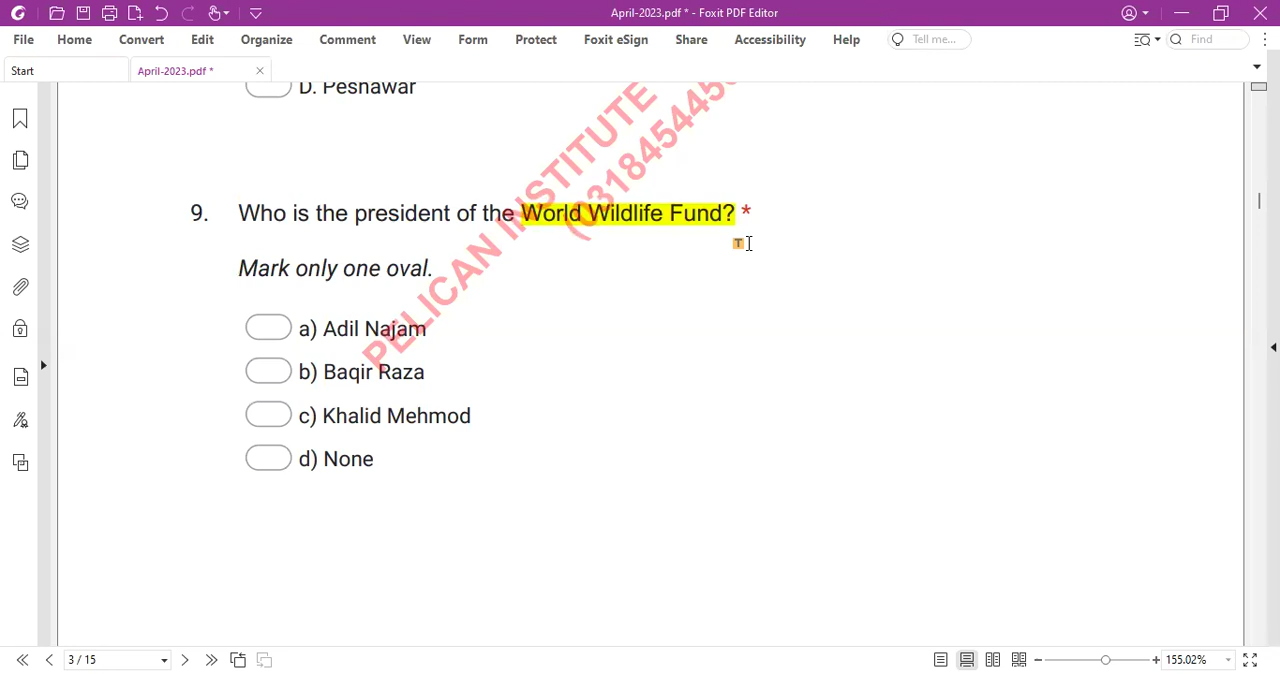 April-2023.pdf * - Foxit PDF Editor
File Home Convert Edit Organize Comment View Form Protect Foxit eSign Share Accessibility Help Tell me... Find
Start April-2023.pdf *
D. Peshawar
PELICAN INSTITUTE
9. Who is the president of the World Wildlife Fund? *
T
Mark only one oval.
a) Adil Najam
b) Baqir Raza
c) Khalid Mehmod
d) None
3 / 15 155.02%